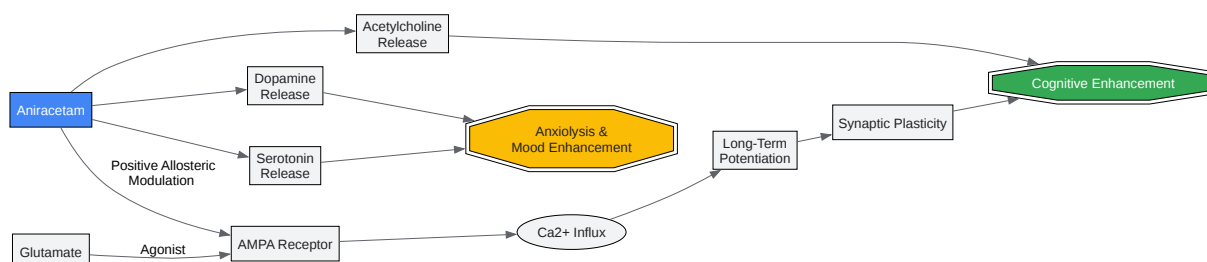 Acetylcholine
Release
Dopamine
Release
Cognitive Enhancement
Aniracetam
Synaptic Plasticity
Anxiolysis &
Mood Enhancement
Long-Term
Potentiation
Serotonin
Release
Positive Allosteric
Modulation
Ca2+ Influx
AMPA Receptor
Agonist
Glutamate